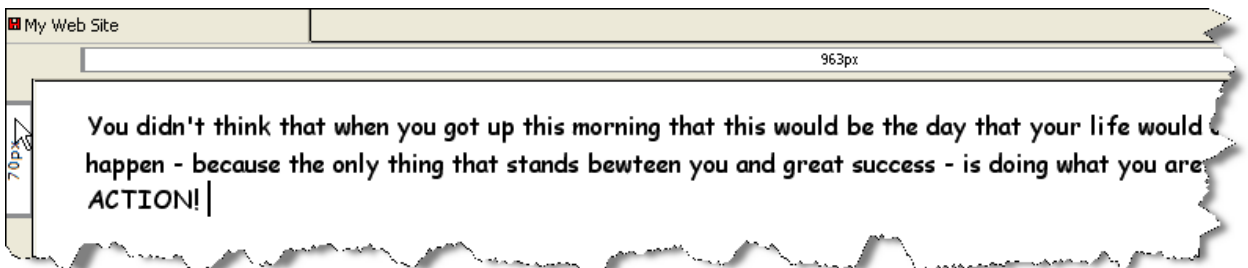 My Web Site
963px
70px
You didn't think that when you got up this morning that this would be the day that your life would
happen - because the only thing that stands bewteen you and great success - is doing what you are
ACTION!